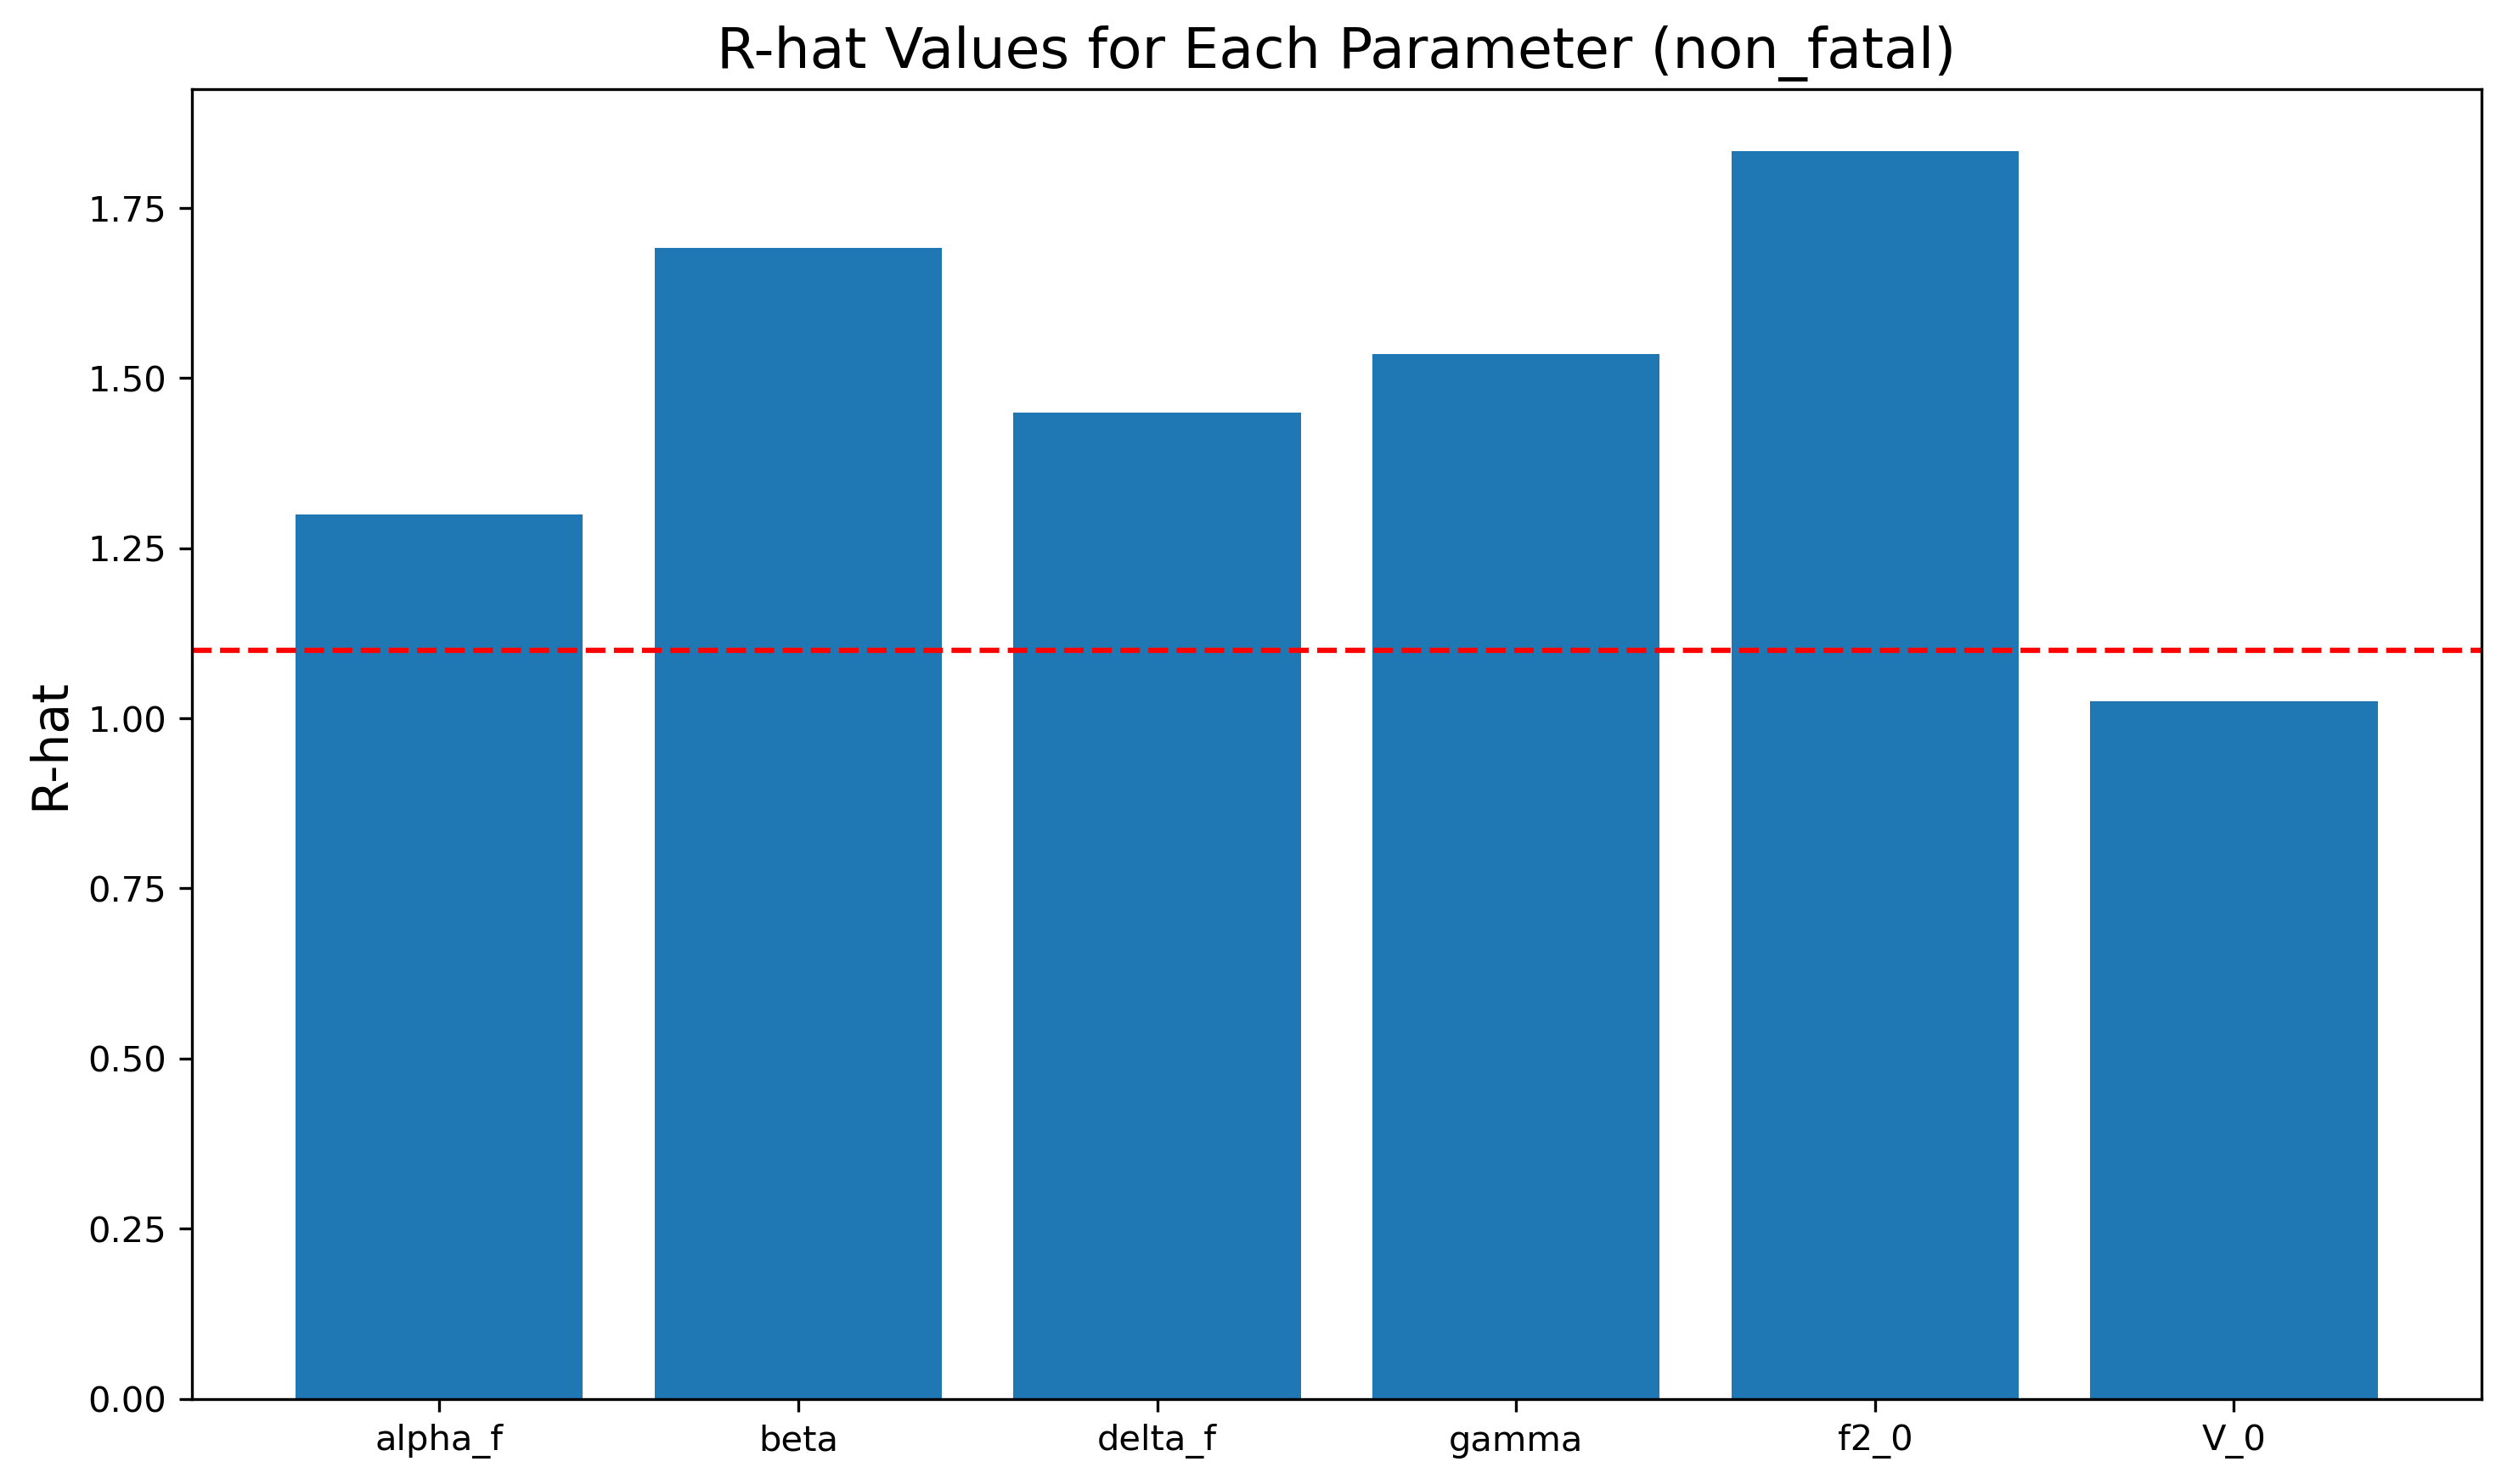 R-hat Values for Each Parameter (non_fatal)
R-hat
1.75
1.50
1.25
1.00
0.75
0.50
0.25
0.00
alpha_f beta delta_f gamma f2_0 V_0